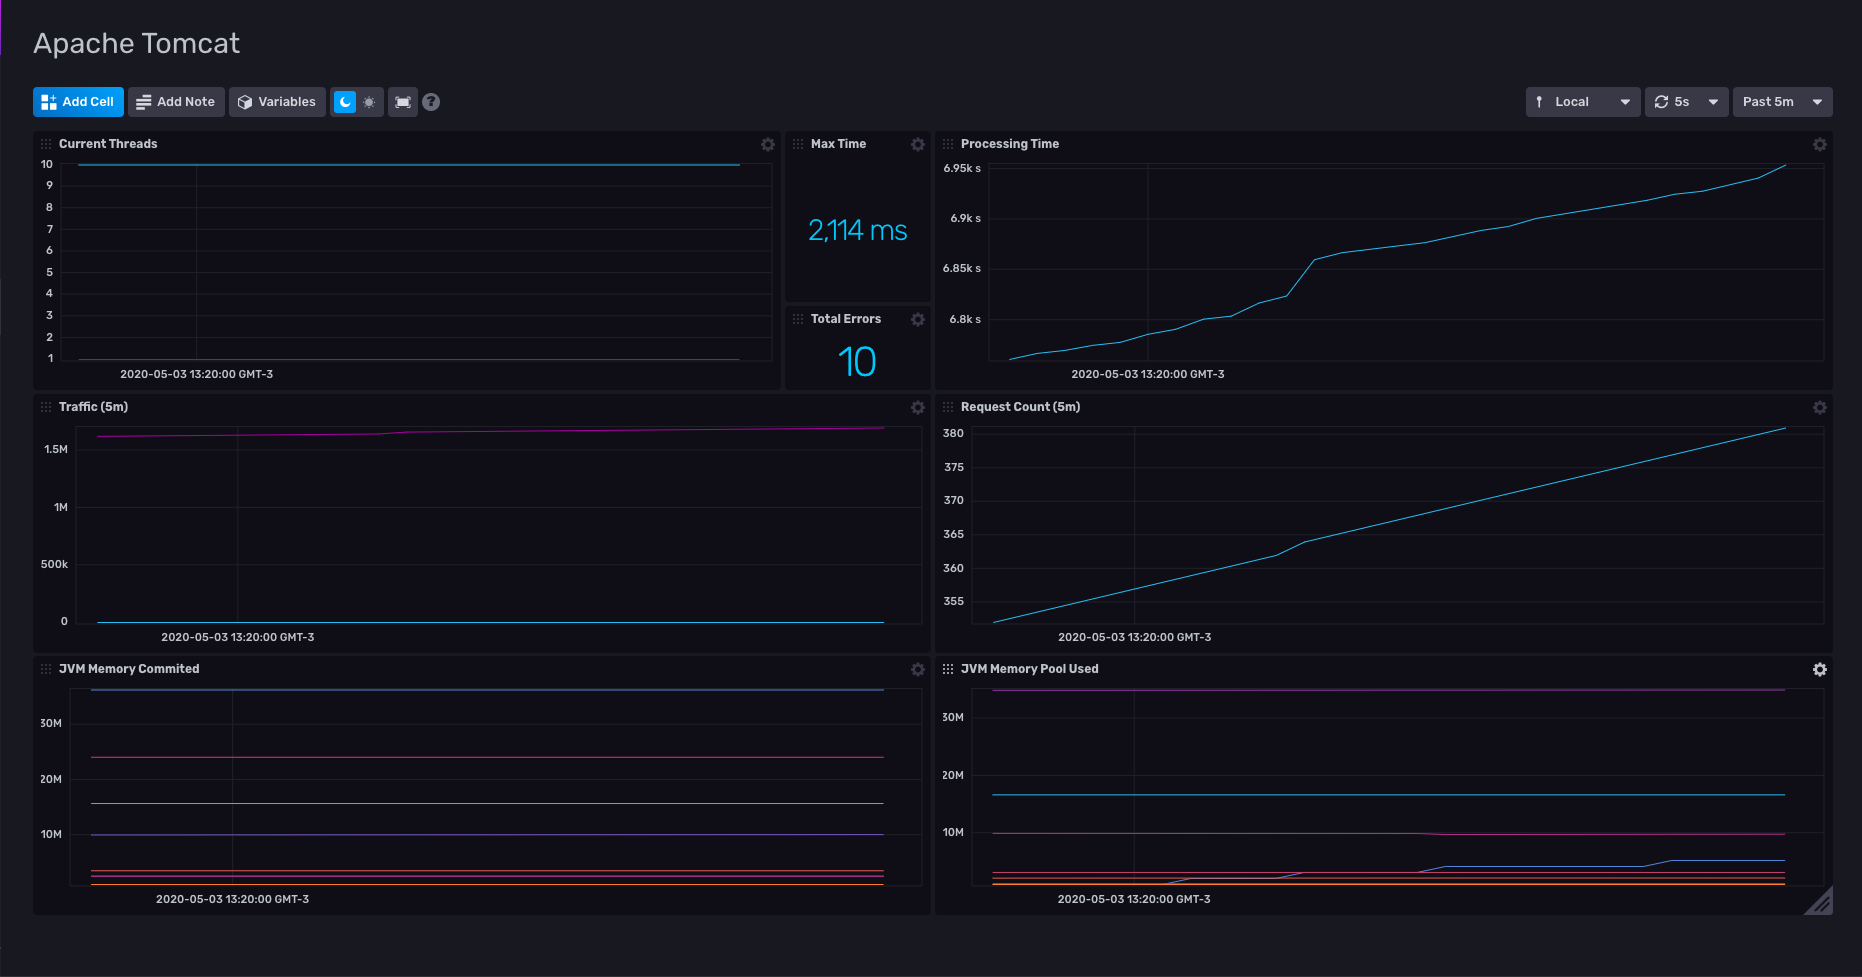 Apache Tomcat
Add Cell
Add Note
Variables
?
Local
5s
Past 5m
Current Threads
10
9
8
7
6
5
4
3
2
1
2020-05-03 13:20:00 GMT-3
Max Time
2,114 ms
Total Errors
10
Processing Time
6.95k s
6.9k s
6.85k s
6.8k s
2020-05-03 13:20:00 GMT-3
Traffic (5m)
1.5M
1M
500k
0
2020-05-03 13:20:00 GMT-3
Request Count (5m)
380
375
370
365
360
355
2020-05-03 13:20:00 GMT-3
JVM Memory Commited
30M
20M
10M
2020-05-03 13:20:00 GMT-3
JVM Memory Pool Used
30M
20M
10M
2020-05-03 13:20:00 GMT-3